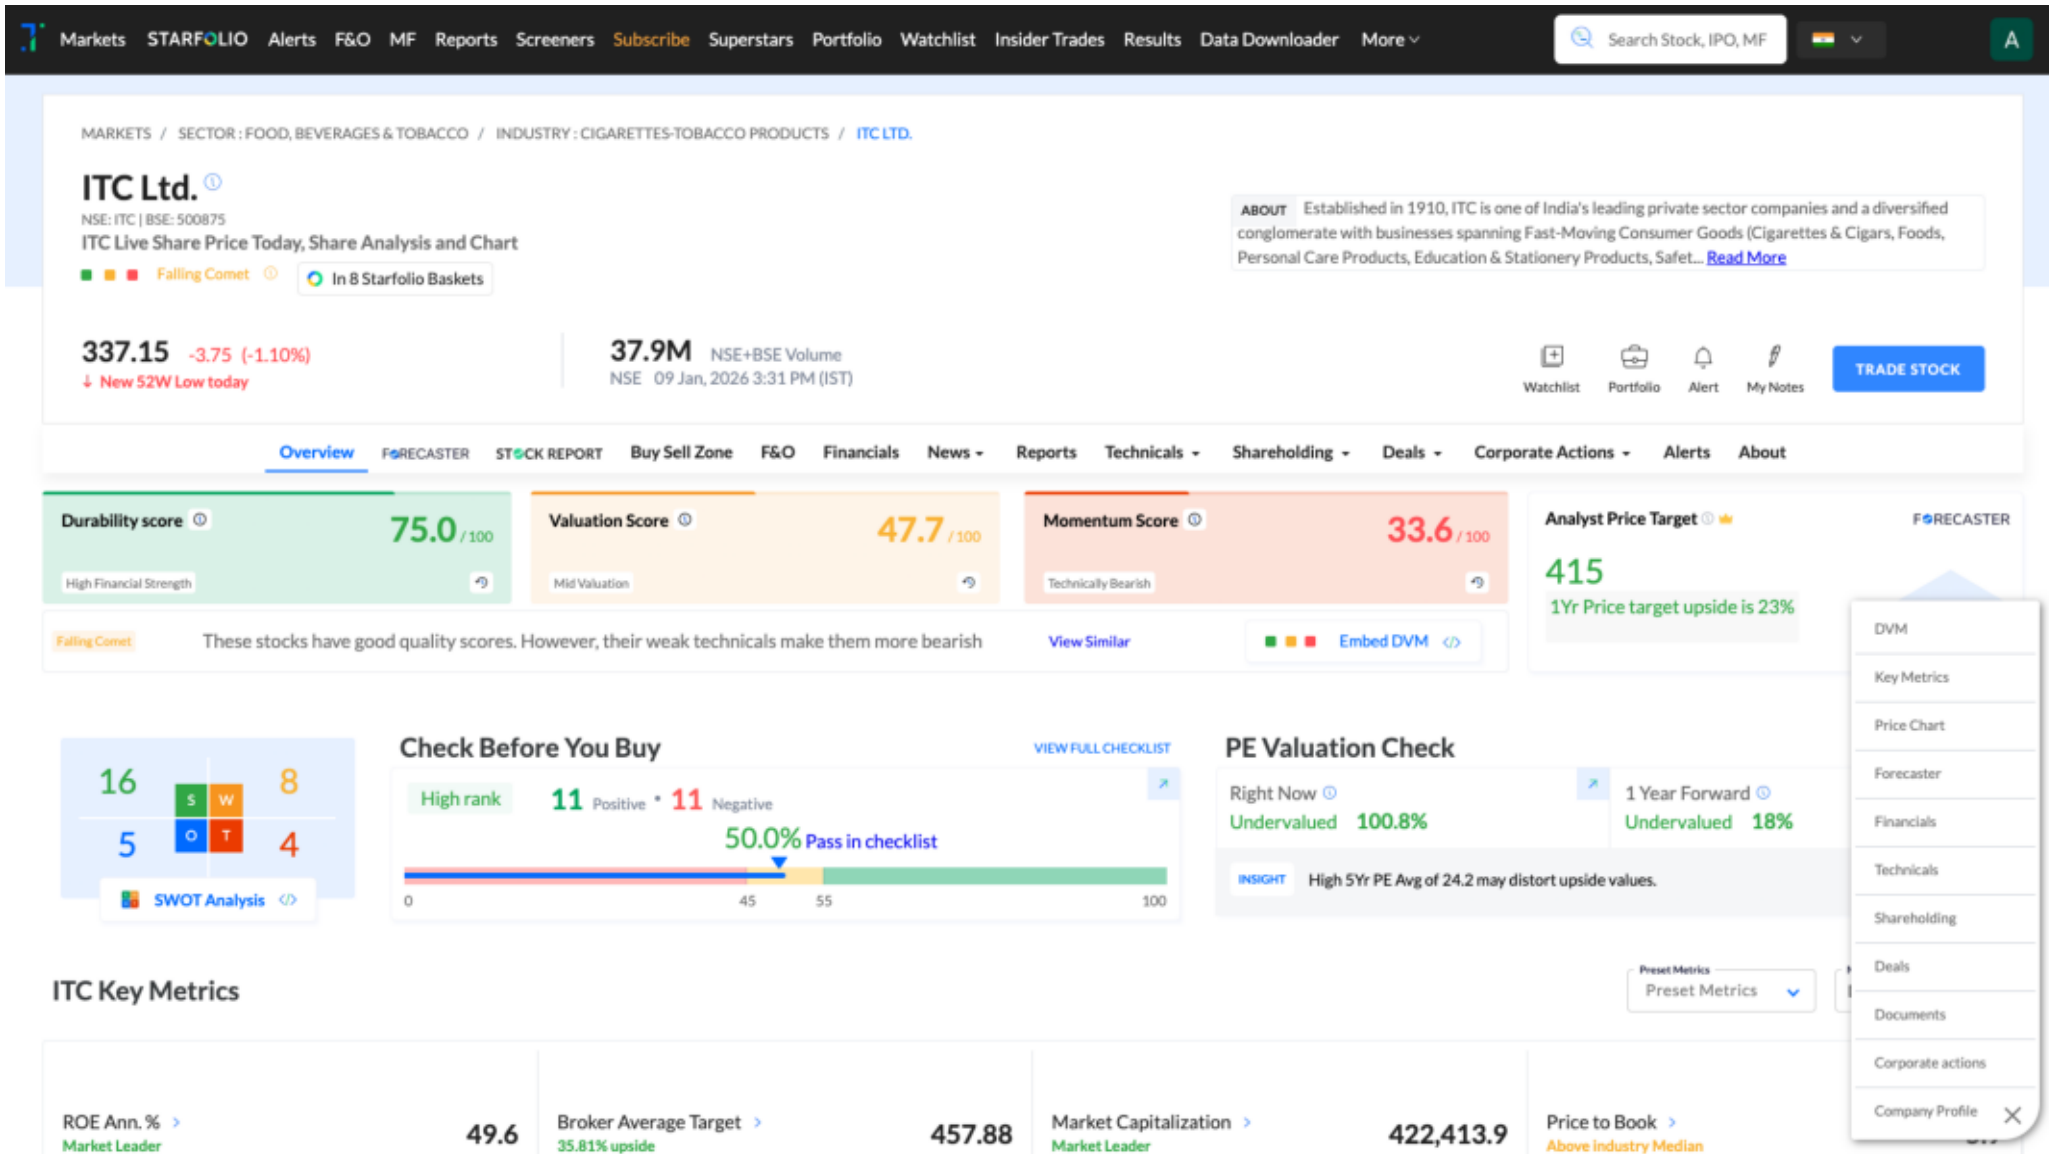 Markets STARFOLIO Alerts F&O MF Reports Screeners Subscribe Superstars Portfolio Watchlist Insider Trades Results Data Downloader More Search Stock, IPO, MF A
MARKETS / SECTOR : FOOD, BEVERAGES & TOBACCO / INDUSTRY : CIGARETTES-TOBACCO PRODUCTS / ITC LTD.
ITC Ltd.
NSE: ITC | BSE: 500875
ITC Live Share Price Today, Share Analysis and Chart
Falling Comet In 8 Starfolio Baskets
ABOUT Established in 1910, ITC is one of India's leading private sector companies and a diversified
conglomerate with businesses spanning Fast-Moving Consumer Goods (Cigarettes & Cigars, Foods,
Personal Care Products, Education & Stationery Products, Safet... Read More
337.15 -3.75 (-1.10%)
↓ New 52W Low today
37.9M NSE+BSE Volume
NSE 09 Jan, 2026 3:31 PM (IST)
Watchlist Portfolio Alert My Notes TRADE STOCK
Overview FORECASTER STOCK REPORT Buy Sell Zone F&O Financials News Reports Technicals Shareholding Deals Corporate Actions Alerts About
Durability score 75.0 / 100
High Financial Strength
Valuation Score 47.7 / 100
Mid Valuation
Momentum Score 33.6 / 100
Technically Bearish
Analyst Price Target FORECASTER
415
1Yr Price target upside is 23%
Falling Comet These stocks have good quality scores. However, their weak technicals make them more bearish View Similar Embed DVM </>
16 S W 8
5 O T 4
SWOT Analysis </>
Check Before You Buy VIEW FULL CHECKLIST
High rank 11 Positive • 11 Negative
50.0% Pass in checklist
0 45 55 100
PE Valuation Check
Right Now
Undervalued 100.8%
1 Year Forward
Undervalued 18%
INSIGHT High 5Yr PE Avg of 24.2 may distort upside values.
ITC Key Metrics
Preset Metrics
Preset Metrics
ROE Ann. % 49.6
Market Leader
Broker Average Target 457.88
35.81% upside
Market Capitalization 422,413.9
Market Leader
Price to Book
Above industry Median
DVM
Key Metrics
Price Chart
Forecaster
Financials
Technicals
Shareholding
Deals
Documents
Corporate actions
Company Profile